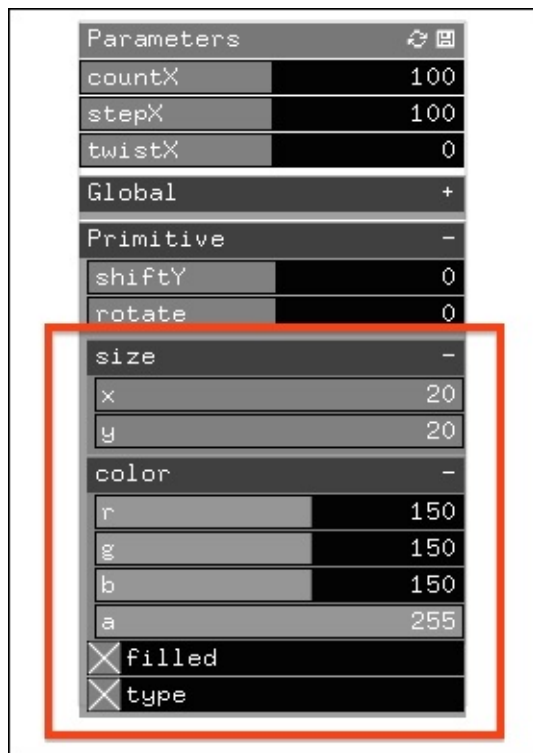 Parameters
countX 100
stepX 100
twistX 0
Global +
Primitive -
shiftY 0
rotate 0
size -
x 20
y 20
color -
r 150
g 150
b 150
a 255
filled
type